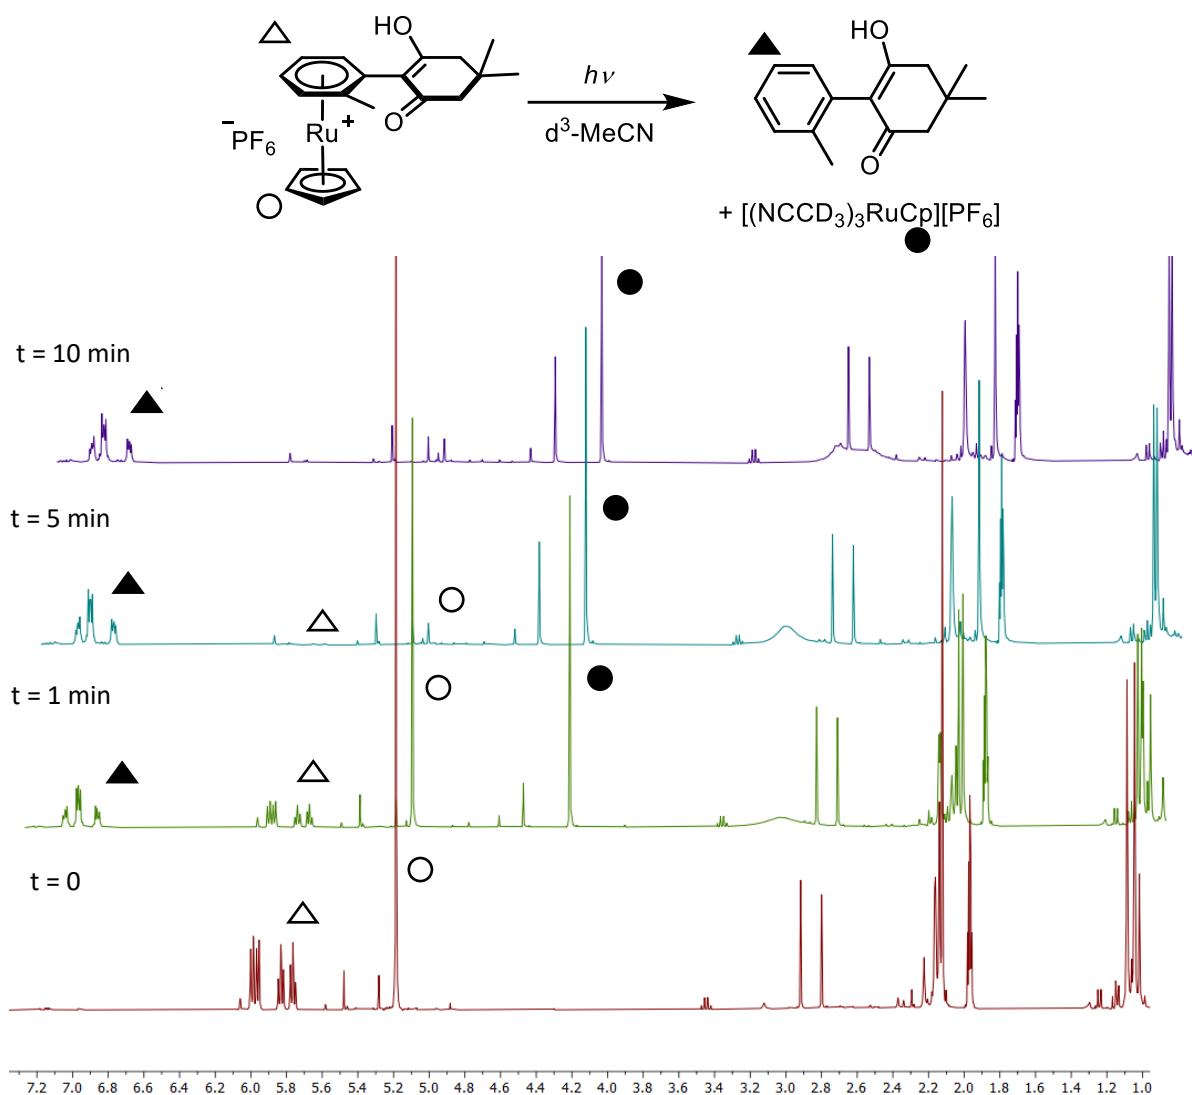 HO
O
Ru+
−PF6
hν
d3-MeCN
HO
O
+ [(NCCD3)3RuCp][PF6]
t = 10 min
t = 5 min
t = 1 min
t = 0
7.2 7.0 6.8 6.6 6.4 6.2 6.0 5.8 5.6 5.4 5.2 5.0 4.8 4.6 4.4 4.2 4.0 3.8 3.6 3.4 3.2 3.0 2.8 2.6 2.4 2.2 2.0 1.8 1.6 1.4 1.2 1.0